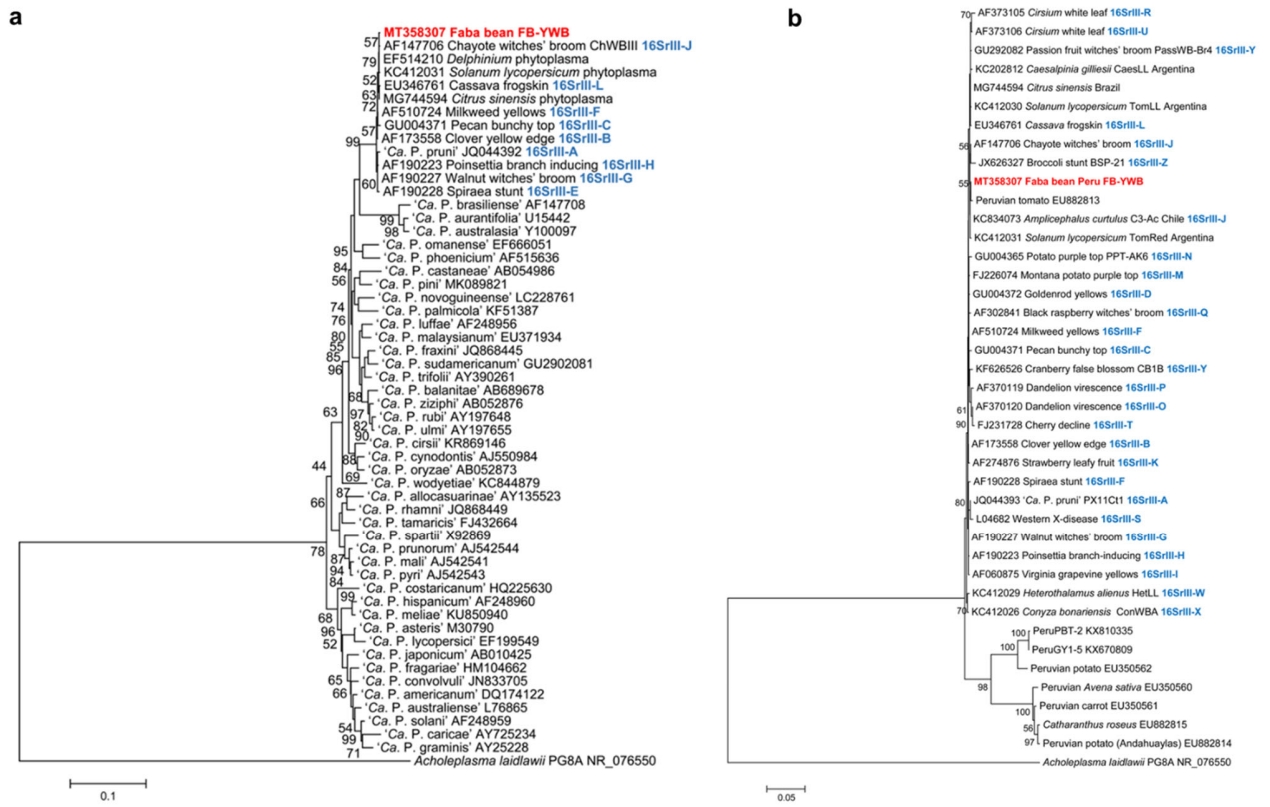 a
MT358307 Faba bean FB-YWB
57
AF147706 Chayote witches' broom ChWBIII 16SrIII-J
79
EF514210 Delphinium phytoplasma
KC412031 Solanum lycopersicum phytoplasma
52
EU346761 Cassava frogskin 16SrIII-L
63
MG744594 Citrus sinensis phytoplasma
72
AF510724 Milkweed yellows 16SrIII-F
57
GU004371 Pecan bunchy top 16SrIII-C
99
AF173558 Clover yellow edge 16SrIII-B
'Ca. P. pruni' JQ044392 16SrIII-A
AF190223 Poinsettia branch inducing 16SrIII-H
60
AF190227 Walnut witches' broom 16SrIII-G
AF190228 Spiraea stunt 16SrIII-E
'Ca. P. brasiliense' AF147708
99
'Ca. P. aurantifolia' U15442
98
'Ca. P. australasia' Y100097
'Ca. P. omanense' EF666051
95
'Ca. P. phoenicium' AF515636
84
'Ca. P. castaneae' AB054986
56
'Ca. P. pini' MK089821
'Ca. P. novoguineense' LC228761
74
'Ca. P. palmicola' KF51387
76
'Ca. P. luffae' AF248956
80
'Ca. P. malaysianum' EU371934
55
'Ca. P. fraxini' JQ868445
85
'Ca. P. sudamericanum' GU2902081
96
'Ca. P. trifolii' AY390261
'Ca. P. balanitae' AB689678
68
'Ca. P. ziziphi' AB052876
63
97
'Ca. P. rubi' AY197648
82
'Ca. P. ulmi' AY197655
90
'Ca. P. cirsii' KR869146
88
'Ca. P. cynodontis' AJ550984
44
'Ca. P. oryzae' AB052873
69
'Ca. P. wodyetiae' KC844879
87
'Ca. P. allocasuarinae' AY135523
66
'Ca. P. rhamni' JQ868449
'Ca. P. tamaricis' FJ432664
'Ca. P. spartii' X92869
78
'Ca. P. prunorum' AJ542544
87
'Ca. P. mali' AJ542541
94
'Ca. P. pyri' AJ542543
84
'Ca. P. costaricanum' HQ225630
99
'Ca. P. hispanicum' AF248960
68
'Ca. P. meliae' KU850940
96
'Ca. P. asteris' M30790
52
'Ca. P. lycopersici' EF199549
'Ca. P. japonicum' AB010425
'Ca. P. fragariae' HM104662
65
'Ca. P. convolvuli' JN833705
66
'Ca. P. americanum' DQ174122
'Ca. P. australiense' L76865
54
'Ca. P. solani' AF248959
99
'Ca. P. caricae' AY725234
71
'Ca. P. graminis' AY25228
Acholeplasma laidlawii PG8A NR_076550
0.1
b
70
AF373105 Cirsium white leaf 16SrIII-R
AF373106 Cirsium white leaf 16SrIII-U
GU292082 Passion fruit witches' broom PassWB-Br4 16SrIII-Y
KC202812 Caesalpinia gilliesii CaesLL Argentina
MG744594 Citrus sinensis Brazil
KC412030 Solanum lycopersicum TomLL Argentina
EU346761 Cassava frogskin 16SrIII-L
56
AF147706 Chayote witches' broom 16SrIII-J
JX626327 Broccoli stunt BSP-21 16SrIII-Z
55
MT358307 Faba bean Peru FB-YWB
Peruvian tomato EU882813
KC834073 Amplicephalus curtulus C3-Ac Chile 16SrIII-J
KC412031 Solanum lycopersicum TomRed Argentina
GU004365 Potato purple top PPT-AK6 16SrIII-N
FJ226074 Montana potato purple top 16SrIII-M
GU004372 Goldenrod yellows 16SrIII-D
AF302841 Black raspberry witches' broom 16SrIII-Q
AF510724 Milkweed yellows 16SrIII-F
GU004371 Pecan bunchy top 16SrIII-C
KF626526 Cranberry false blossom CB1B 16SrIII-Y
AF370119 Dandelion virescence 16SrIII-P
61
AF370120 Dandelion virescence 16SrIII-O
90
FJ231728 Cherry decline 16SrIII-T
AF173558 Clover yellow edge 16SrIII-B
AF274876 Strawberry leafy fruit 16SrIII-K
AF190228 Spiraea stunt 16SrIII-F
80
JQ044393 'Ca. P. pruni' PX11Ct1 16SrIII-A
L04682 Western X-disease 16SrIII-S
AF190227 Walnut witches' broom 16SrIII-G
AF190223 Poinsettia branch-inducing 16SrIII-H
AF060875 Virginia grapevine yellows 16SrIII-I
KC412029 Heterothalamus alienus HetLL 16SrIII-W
70
KC412026 Conyza bonariensis ConWBA 16SrIII-X
100
PeruPBT-2 KX810335
100
PeruGY1-5 KX670809
Peruvian potato EU350562
98
Peruvian Avena sativa EU350560
100
Peruvian carrot EU350561
56
Catharanthus roseus EU882815
97
Peruvian potato (Andahuaylas) EU882814
Acholeplasma laidlawii PG8A NR_076550
0.05